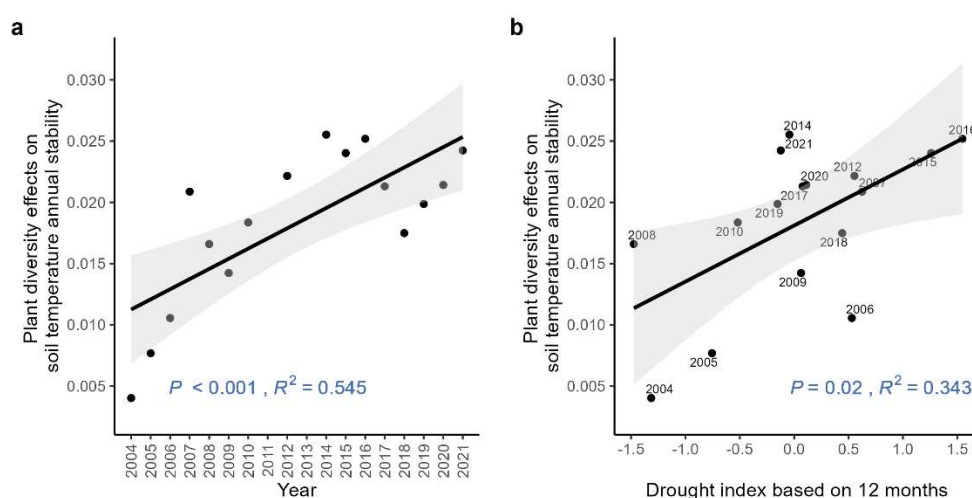 a
Plant diversity effects on
soil temperature annual stability
0.030
0.025
0.020
0.015
0.010
0.005
P < 0.001 , R² = 0.545
2004 2005 2006 2007 2008 2009 2010 2011 2012 2013 2014 2015 2016 2017 2018 2019 2020 2021
Year
b
Plant diversity effects on
soil temperature annual stability
0.030
0.025
0.020
0.015
0.010
0.005
2014
2016
2021
2015
2012
2020
2007
2017
2019
2010
2018
2008
2009
2006
2005
2004
P = 0.02 , R² = 0.343
-1.5 -1.0 -0.5 0.0 0.5 1.0 1.5
Drought index based on 12 months